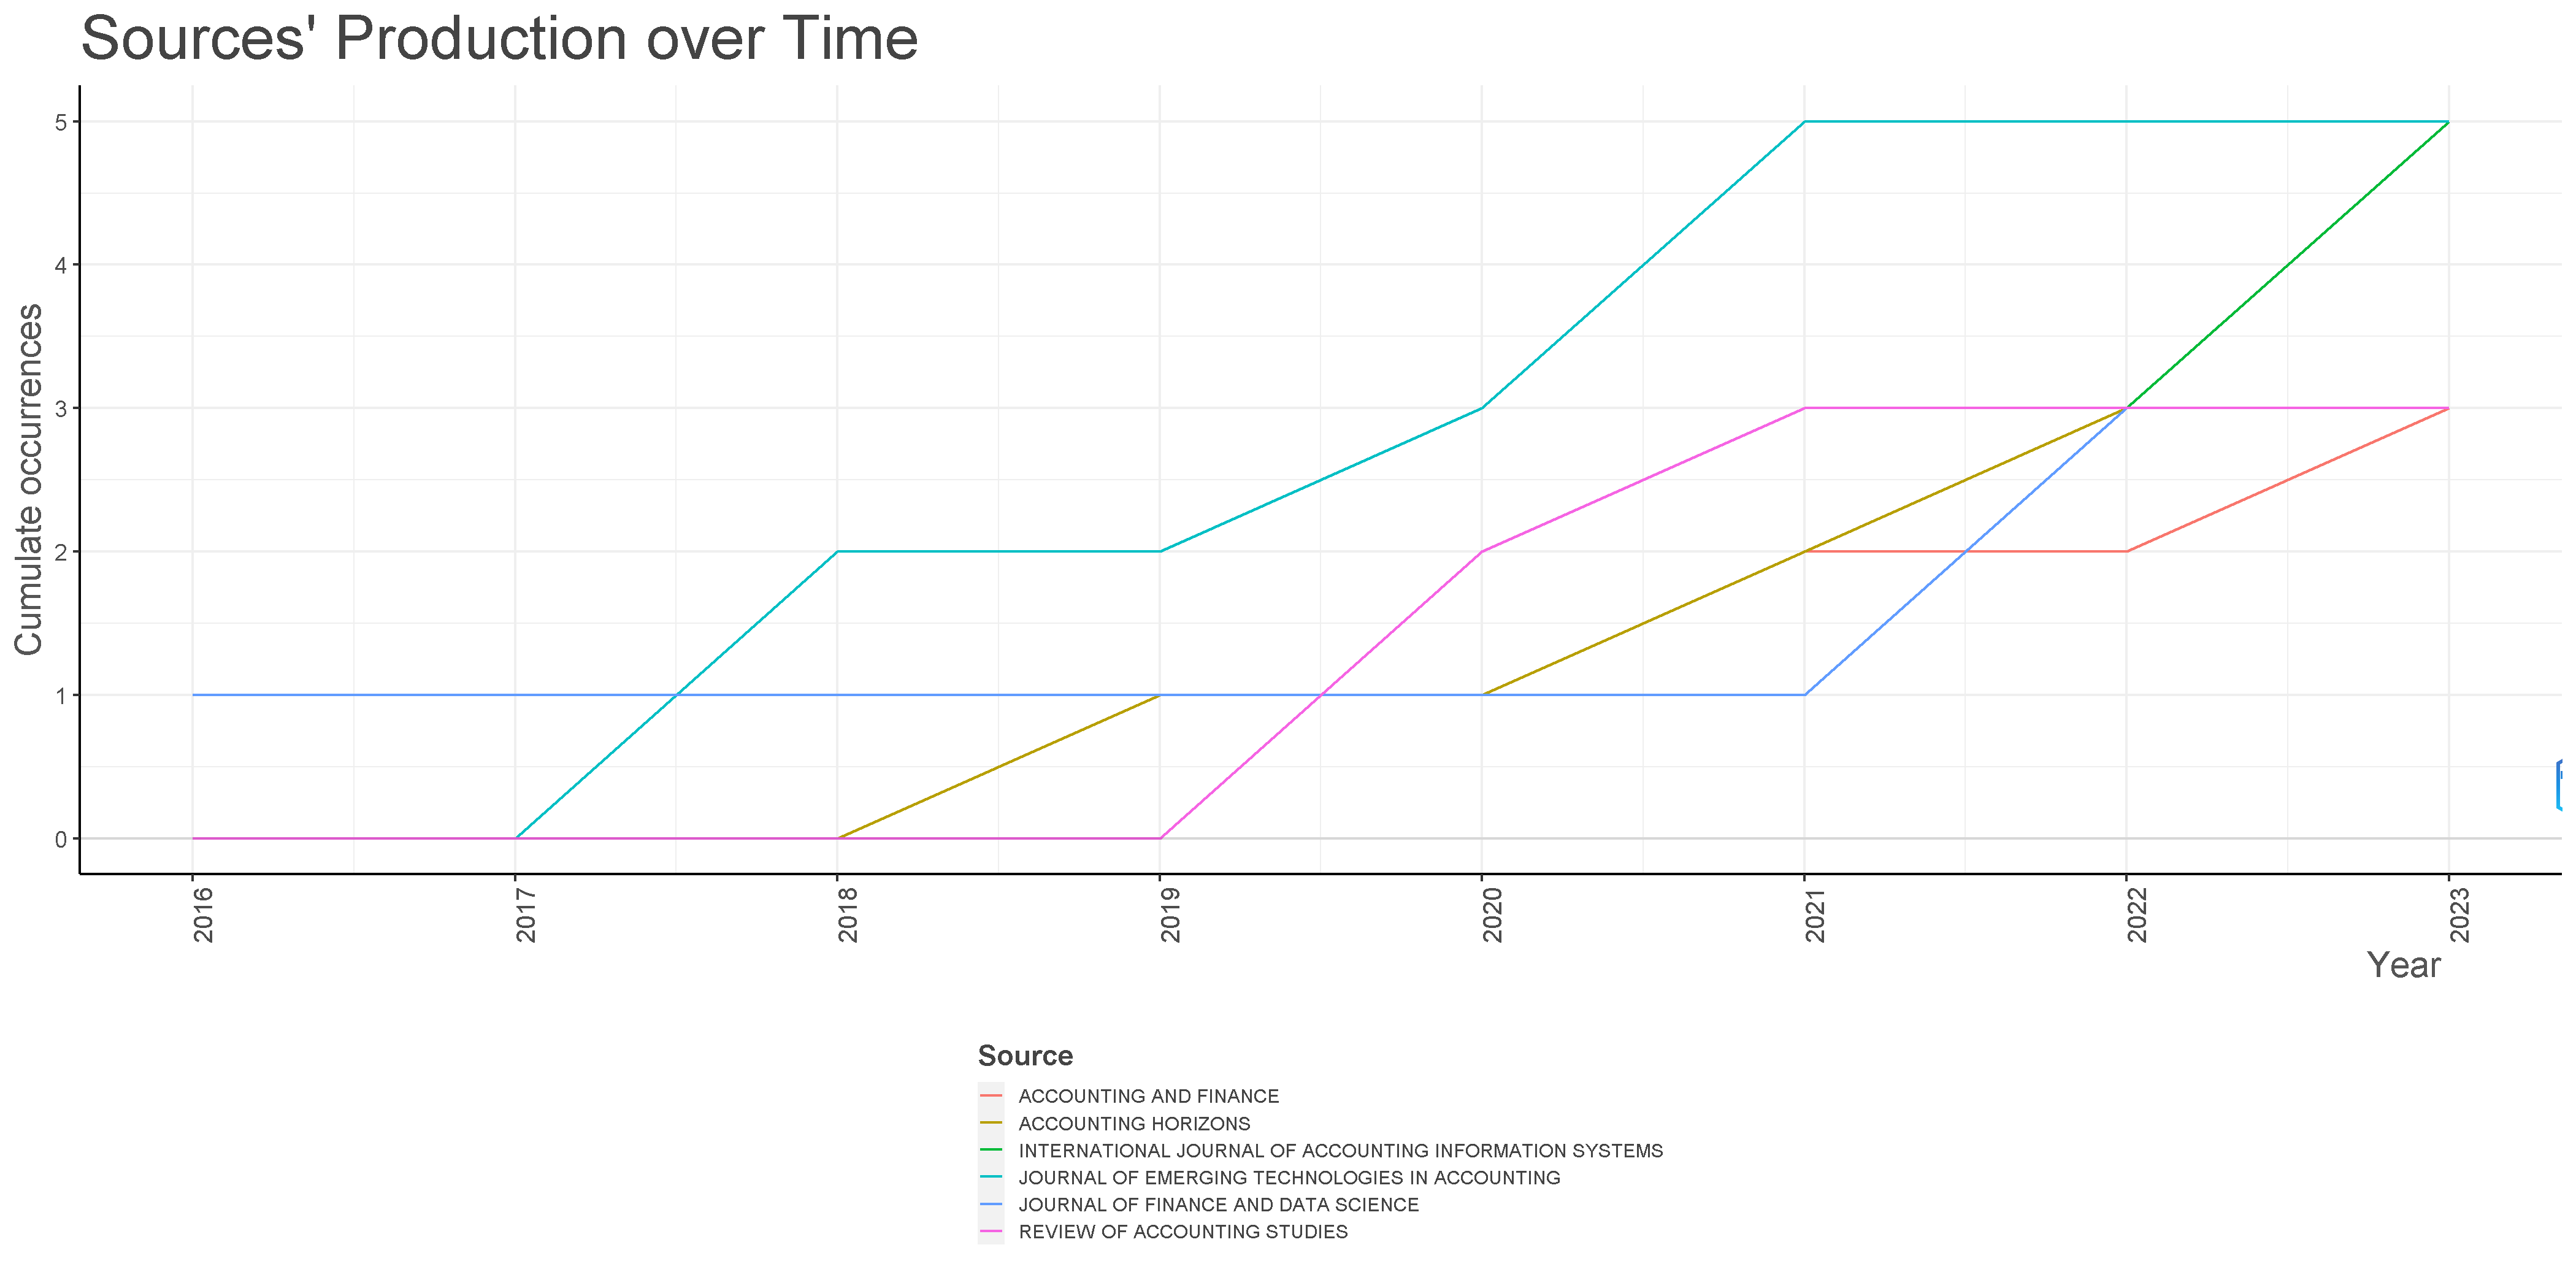 Sources' Production over Time
Cumulate occurrences
5
4
3
2
1
0
2016
2017
2018
2019
2020
2021
2022
2023
Year
Source
ACCOUNTING AND FINANCE
ACCOUNTING HORIZONS
INTERNATIONAL JOURNAL OF ACCOUNTING INFORMATION SYSTEMS
JOURNAL OF EMERGING TECHNOLOGIES IN ACCOUNTING
JOURNAL OF FINANCE AND DATA SCIENCE
REVIEW OF ACCOUNTING STUDIES